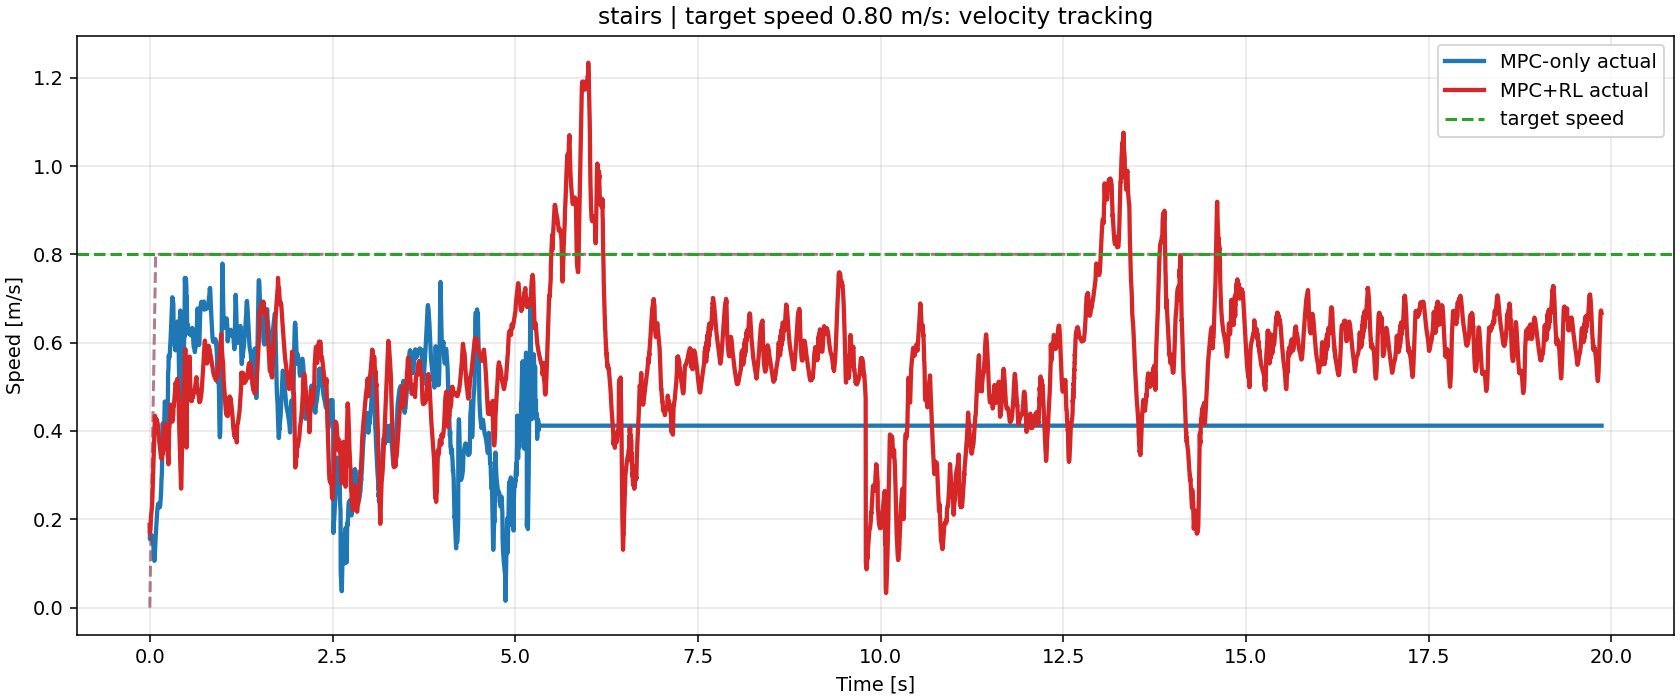 stairs | target speed 0.80 m/s: velocity tracking
MPC-only actual
MPC+RL actual
target speed
Speed [m/s]
1.2
1.0
0.8
0.6
0.4
0.2
0.0
0.0 2.5 5.0 7.5 10.0 12.5 15.0 17.5 20.0
Time [s]